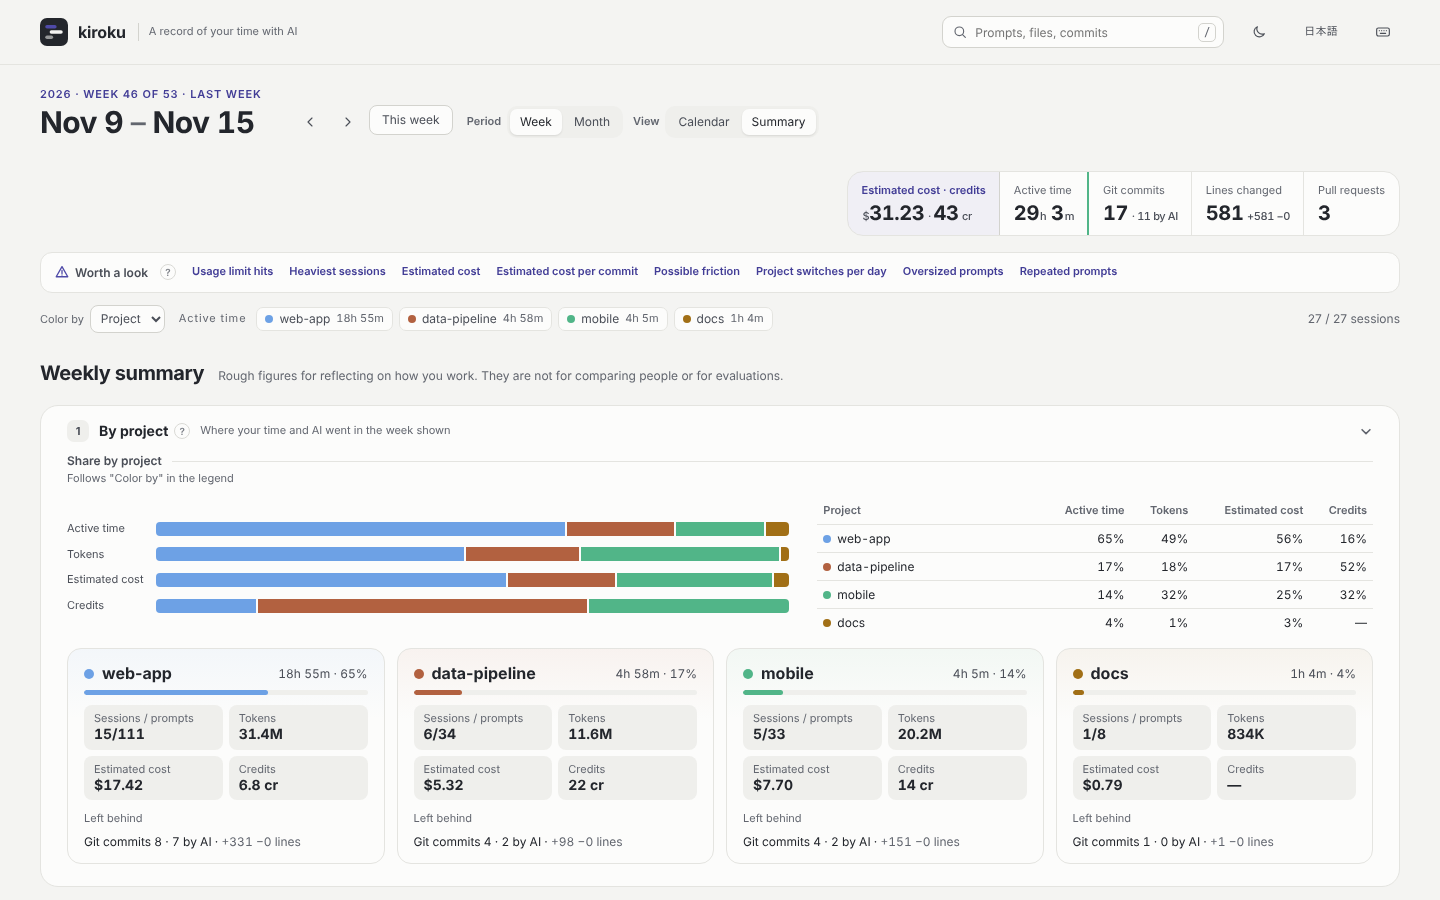 kiroku
A record of your time with AI
Prompts, files, commits
/
日本語
2026 · WEEK 46 OF 53 · LAST WEEK
Nov 9 – Nov 15
This week
Period
Week
Month
View
Calendar
Summary
Estimated cost · credits
$31.23 · 43 cr
Active time
29h 3m
Git commits
17 · 11 by AI
Lines changed
581 +581 −0
Pull requests
3
Worth a look
?
Usage limit hits
Heaviest sessions
Estimated cost
Estimated cost per commit
Possible friction
Project switches per day
Oversized prompts
Repeated prompts
Color by
Project
Active time
web-app 18h 55m
data-pipeline 4h 58m
mobile 4h 5m
docs 1h 4m
27 / 27 sessions
Weekly summary
Rough figures for reflecting on how you work. They are not for comparing people or for evaluations.
1
By project
?
Where your time and AI went in the week shown
Share by project
Follows "Color by" in the legend
Active time
Tokens
Estimated cost
Credits
Project Active time Tokens Estimated cost Credits
web-app 65% 49% 56% 16%
data-pipeline 17% 18% 17% 52%
mobile 14% 32% 25% 32%
docs 4% 1% 3% —
web-app
18h 55m · 65%
Sessions / prompts
15/111
Tokens
31.4M
Estimated cost
$17.42
Credits
6.8 cr
Left behind
Git commits 8 · 7 by AI · +331 −0 lines
data-pipeline
4h 58m · 17%
Sessions / prompts
6/34
Tokens
11.6M
Estimated cost
$5.32
Credits
22 cr
Left behind
Git commits 4 · 2 by AI · +98 −0 lines
mobile
4h 5m · 14%
Sessions / prompts
5/33
Tokens
20.2M
Estimated cost
$7.70
Credits
14 cr
Left behind
Git commits 4 · 2 by AI · +151 −0 lines
docs
1h 4m · 4%
Sessions / prompts
1/8
Tokens
834K
Estimated cost
$0.79
Credits
—
Left behind
Git commits 1 · 0 by AI · +1 −0 lines